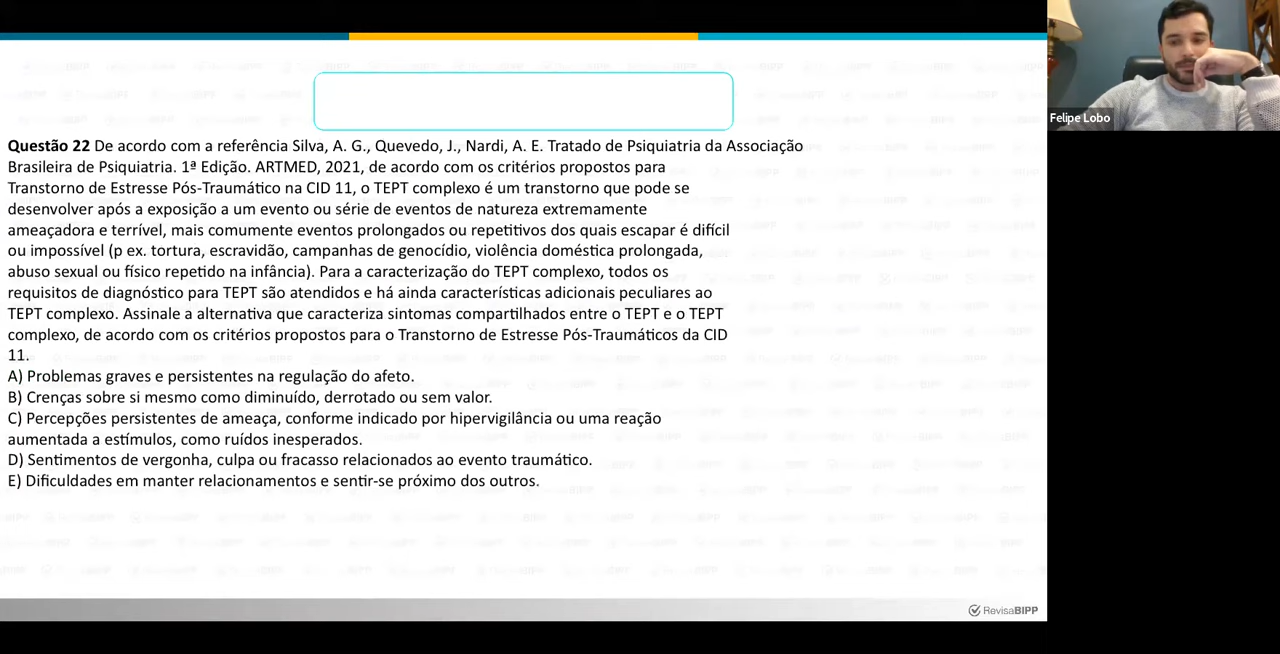 Felipe Lobo
Questão 22 De acordo com a referência Silva, A. G., Quevedo, J., Nardi, A. E. Tratado de Psiquiatria da Associação
Brasileira de Psiquiatria. 1ª Edição. ARTMED, 2021, de acordo com os critérios propostos para
Transtorno de Estresse Pós-Traumático na CID 11, o TEPT complexo é um transtorno que pode se
desenvolver após a exposição a um evento ou série de eventos de natureza extremamente
ameaçadora e terrível, mais comumente eventos prolongados ou repetitivos dos quais escapar é difícil
ou impossível (p ex. tortura, escravidão, campanhas de genocídio, violência doméstica prolongada,
abuso sexual ou físico repetido na infância). Para a caracterização do TEPT complexo, todos os
requisitos de diagnóstico para TEPT são atendidos e há ainda características adicionais peculiares ao
TEPT complexo. Assinale a alternativa que caracteriza sintomas compartilhados entre o TEPT e o TEPT
complexo, de acordo com os critérios propostos para o Transtorno de Estresse Pós-Traumáticos da CID
11.
A) Problemas graves e persistentes na regulação do afeto.
B) Crenças sobre si mesmo como diminuído, derrotado ou sem valor.
C) Percepções persistentes de ameaça, conforme indicado por hipervigilância ou uma reação
aumentada a estímulos, como ruídos inesperados.
D) Sentimentos de vergonha, culpa ou fracasso relacionados ao evento traumático.
E) Dificuldades em manter relacionamentos e sentir-se próximo dos outros.
RevisaBIPP